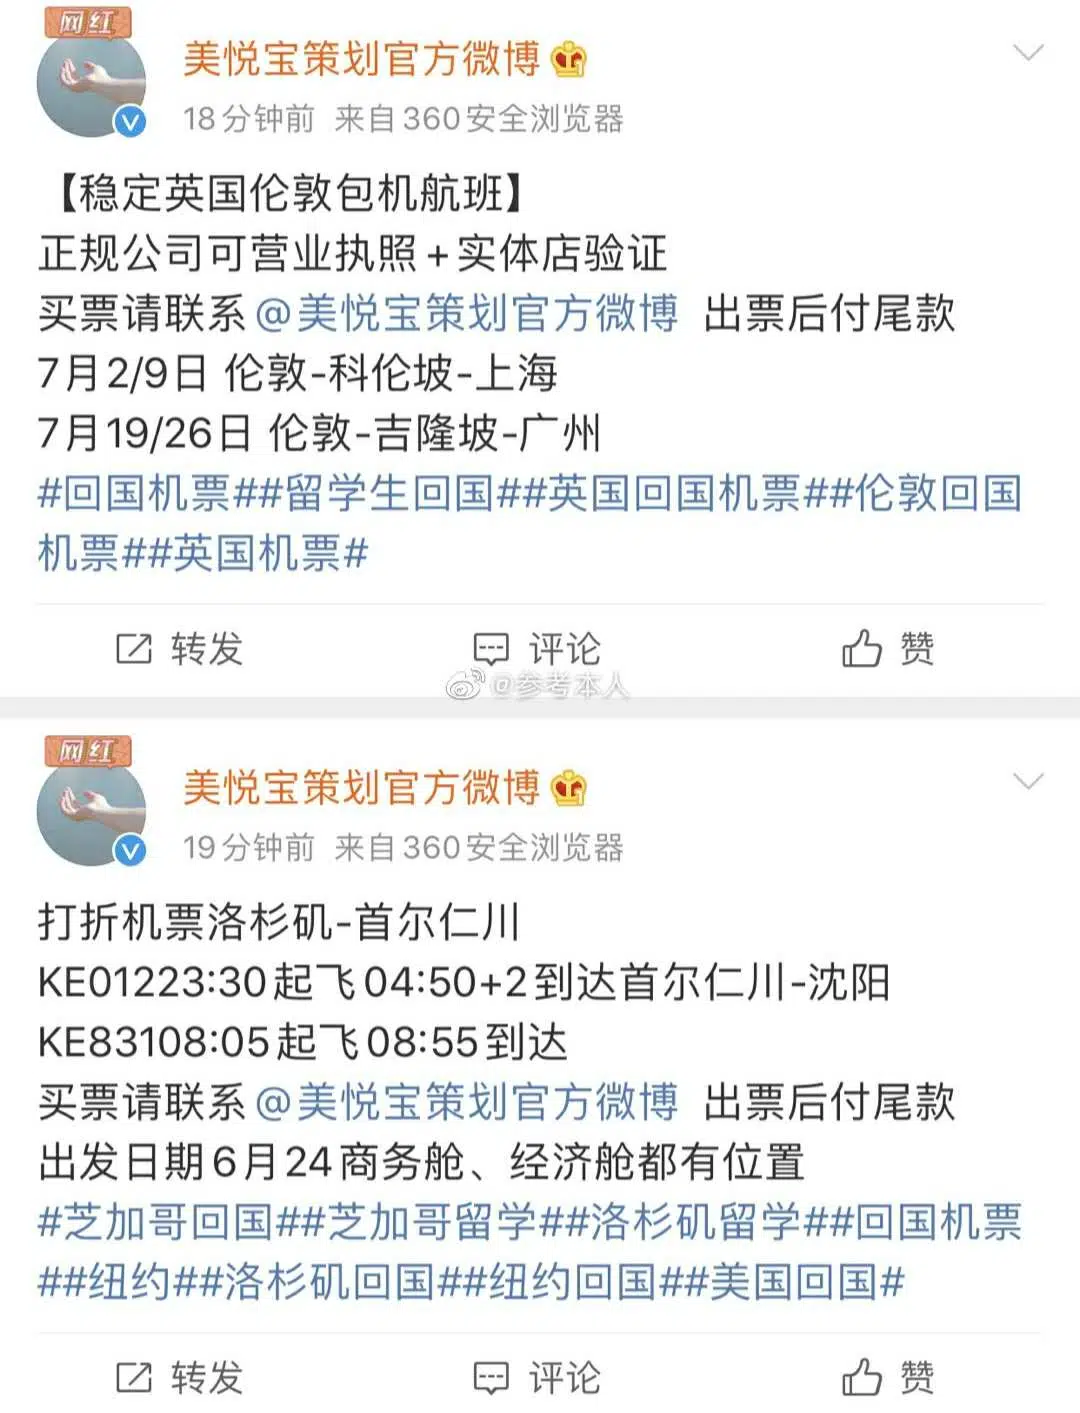 网红
美悦宝策划官方微博
18分钟前 来自360安全浏览器
【稳定英国伦敦包机航班】
正规公司可营业执照+实体店验证
买票请联系@美悦宝策划官方微博 出票后付尾款
7月2/9日 伦敦-科伦坡-上海
7月19/26日 伦敦-吉隆坡-广州
#回国机票##留学生回国##英国回国机票##伦敦回国
机票##英国机票#
转发 评论 赞
@参考本人
网红
美悦宝策划官方微博
19分钟前 来自360安全浏览器
打折机票洛杉矶-首尔仁川
KE01223:30起飞04:50+2到达首尔仁川-沈阳
KE83108:05起飞08:55到达
买票请联系@美悦宝策划官方微博 出票后付尾款
出发日期6月24商务舱、经济舱都有位置
#芝加哥回国##芝加哥留学##洛杉矶留学##回国机票
##纽约##洛杉矶回国##纽约回国##美国回国#
转发 评论 赞